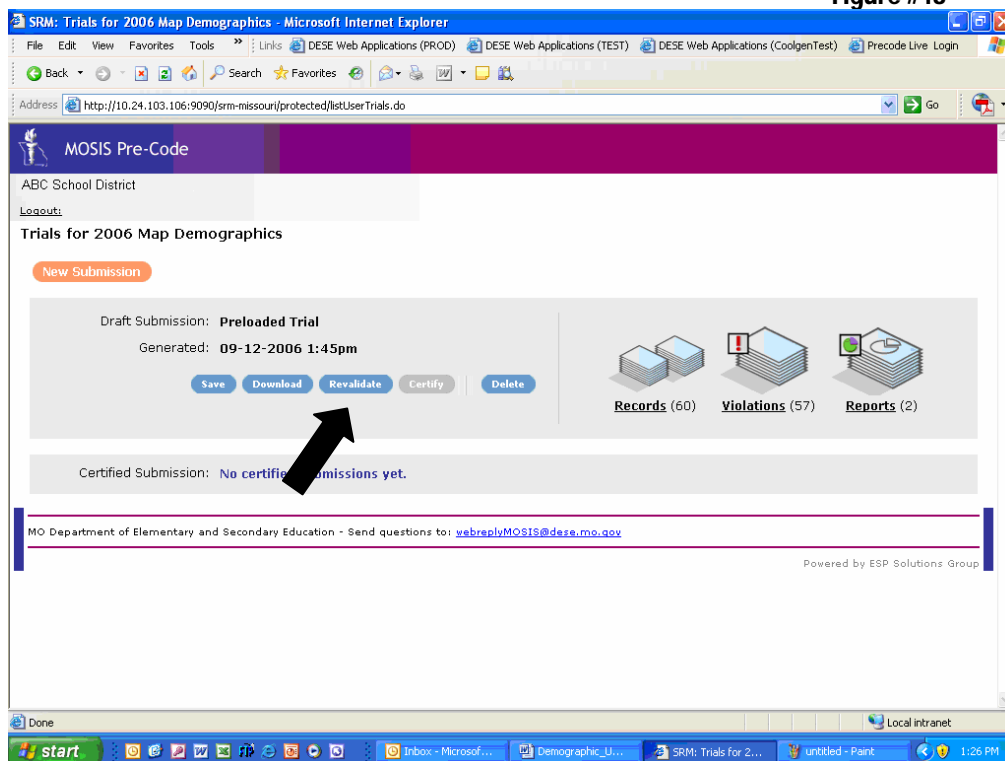 Figure #
SRM: Trials for 2006 Map Demographics - Microsoft Internet Explorer
File Edit View Favorites Tools » Links DESE Web Applications (PROD) DESE Web Applications (TEST) DESE Web Applications (CoolgenTest) Precode Live Login
Back Search Favorites
Address http://10.24.103.106:9090/srm-missouri/protected/listUserTrials.do Go
MOSIS Pre-Code
ABC School District
Logout:
Trials for 2006 Map Demographics
New Submission
Draft Submission: Preloaded Trial
Generated: 09-12-2006 1:45pm
Save Download Revalidate Certify Delete
Records (60) Violations (57) Reports (2)
Certified Submission: No certifie omissions yet.
MO Department of Elementary and Secondary Education - Send questions to: webreplyMOSIS@dese.mo.gov
Powered by ESP Solutions Group
Done Local intranet
start Inbox - Microsof... Demographic_U... SRM: Trials for 2... untitled - Paint 1:26 PM